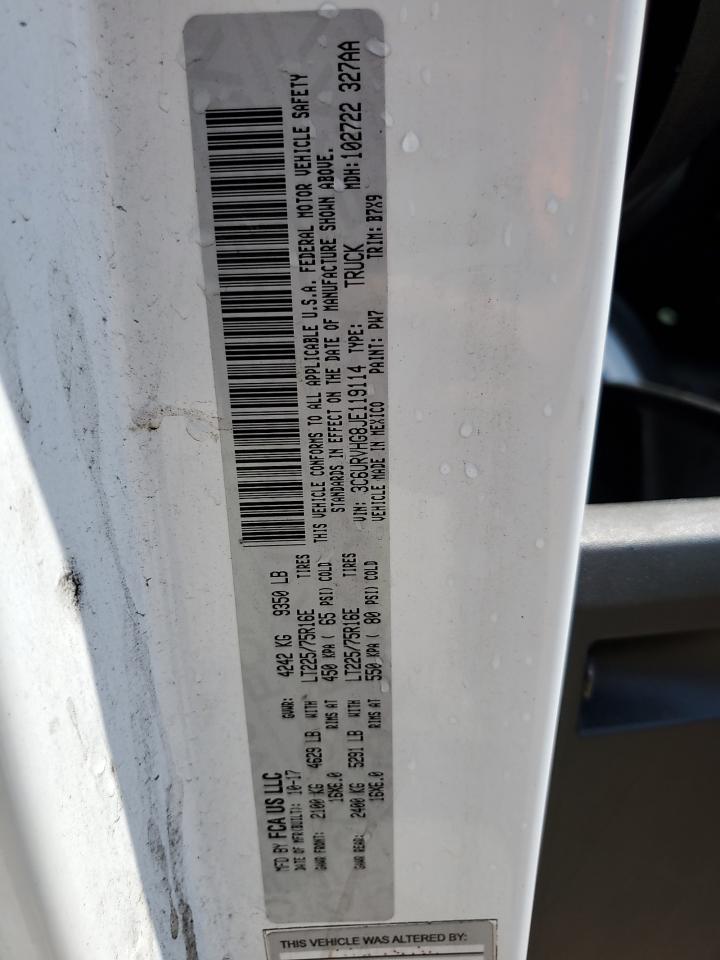 MFD BY FCA US LLC
DATE OF MFR(BUILT): 10-17 GVWR: 4242 KG 9350 LB
GAWR FRONT: 2100 KG 4629 LB WITH LT225/75R16E TIRES
16X6.0 RIMS AT 450 KPA ( 65 PSI) COLD
GAWR REAR: 2400 KG 5291 LB WITH LT225/75R16E TIRES
16X6.0 RIMS AT 550 KPA ( 80 PSI) COLD
THIS VEHICLE CONFORMS TO ALL APPLICABLE U.S.A. FEDERAL MOTOR VEHICLE SAFETY
STANDARDS IN EFFECT ON THE DATE OF MANUFACTURE SHOWN ABOVE.
VIN: 3C6URVHG8JE119114 TYPE: TRUCK MDH: 102722 327AA
VEHICLE MADE IN MEXICO PAINT: PW7 TRIM: B7X9
THIS VEHICLE WAS ALTERED BY: